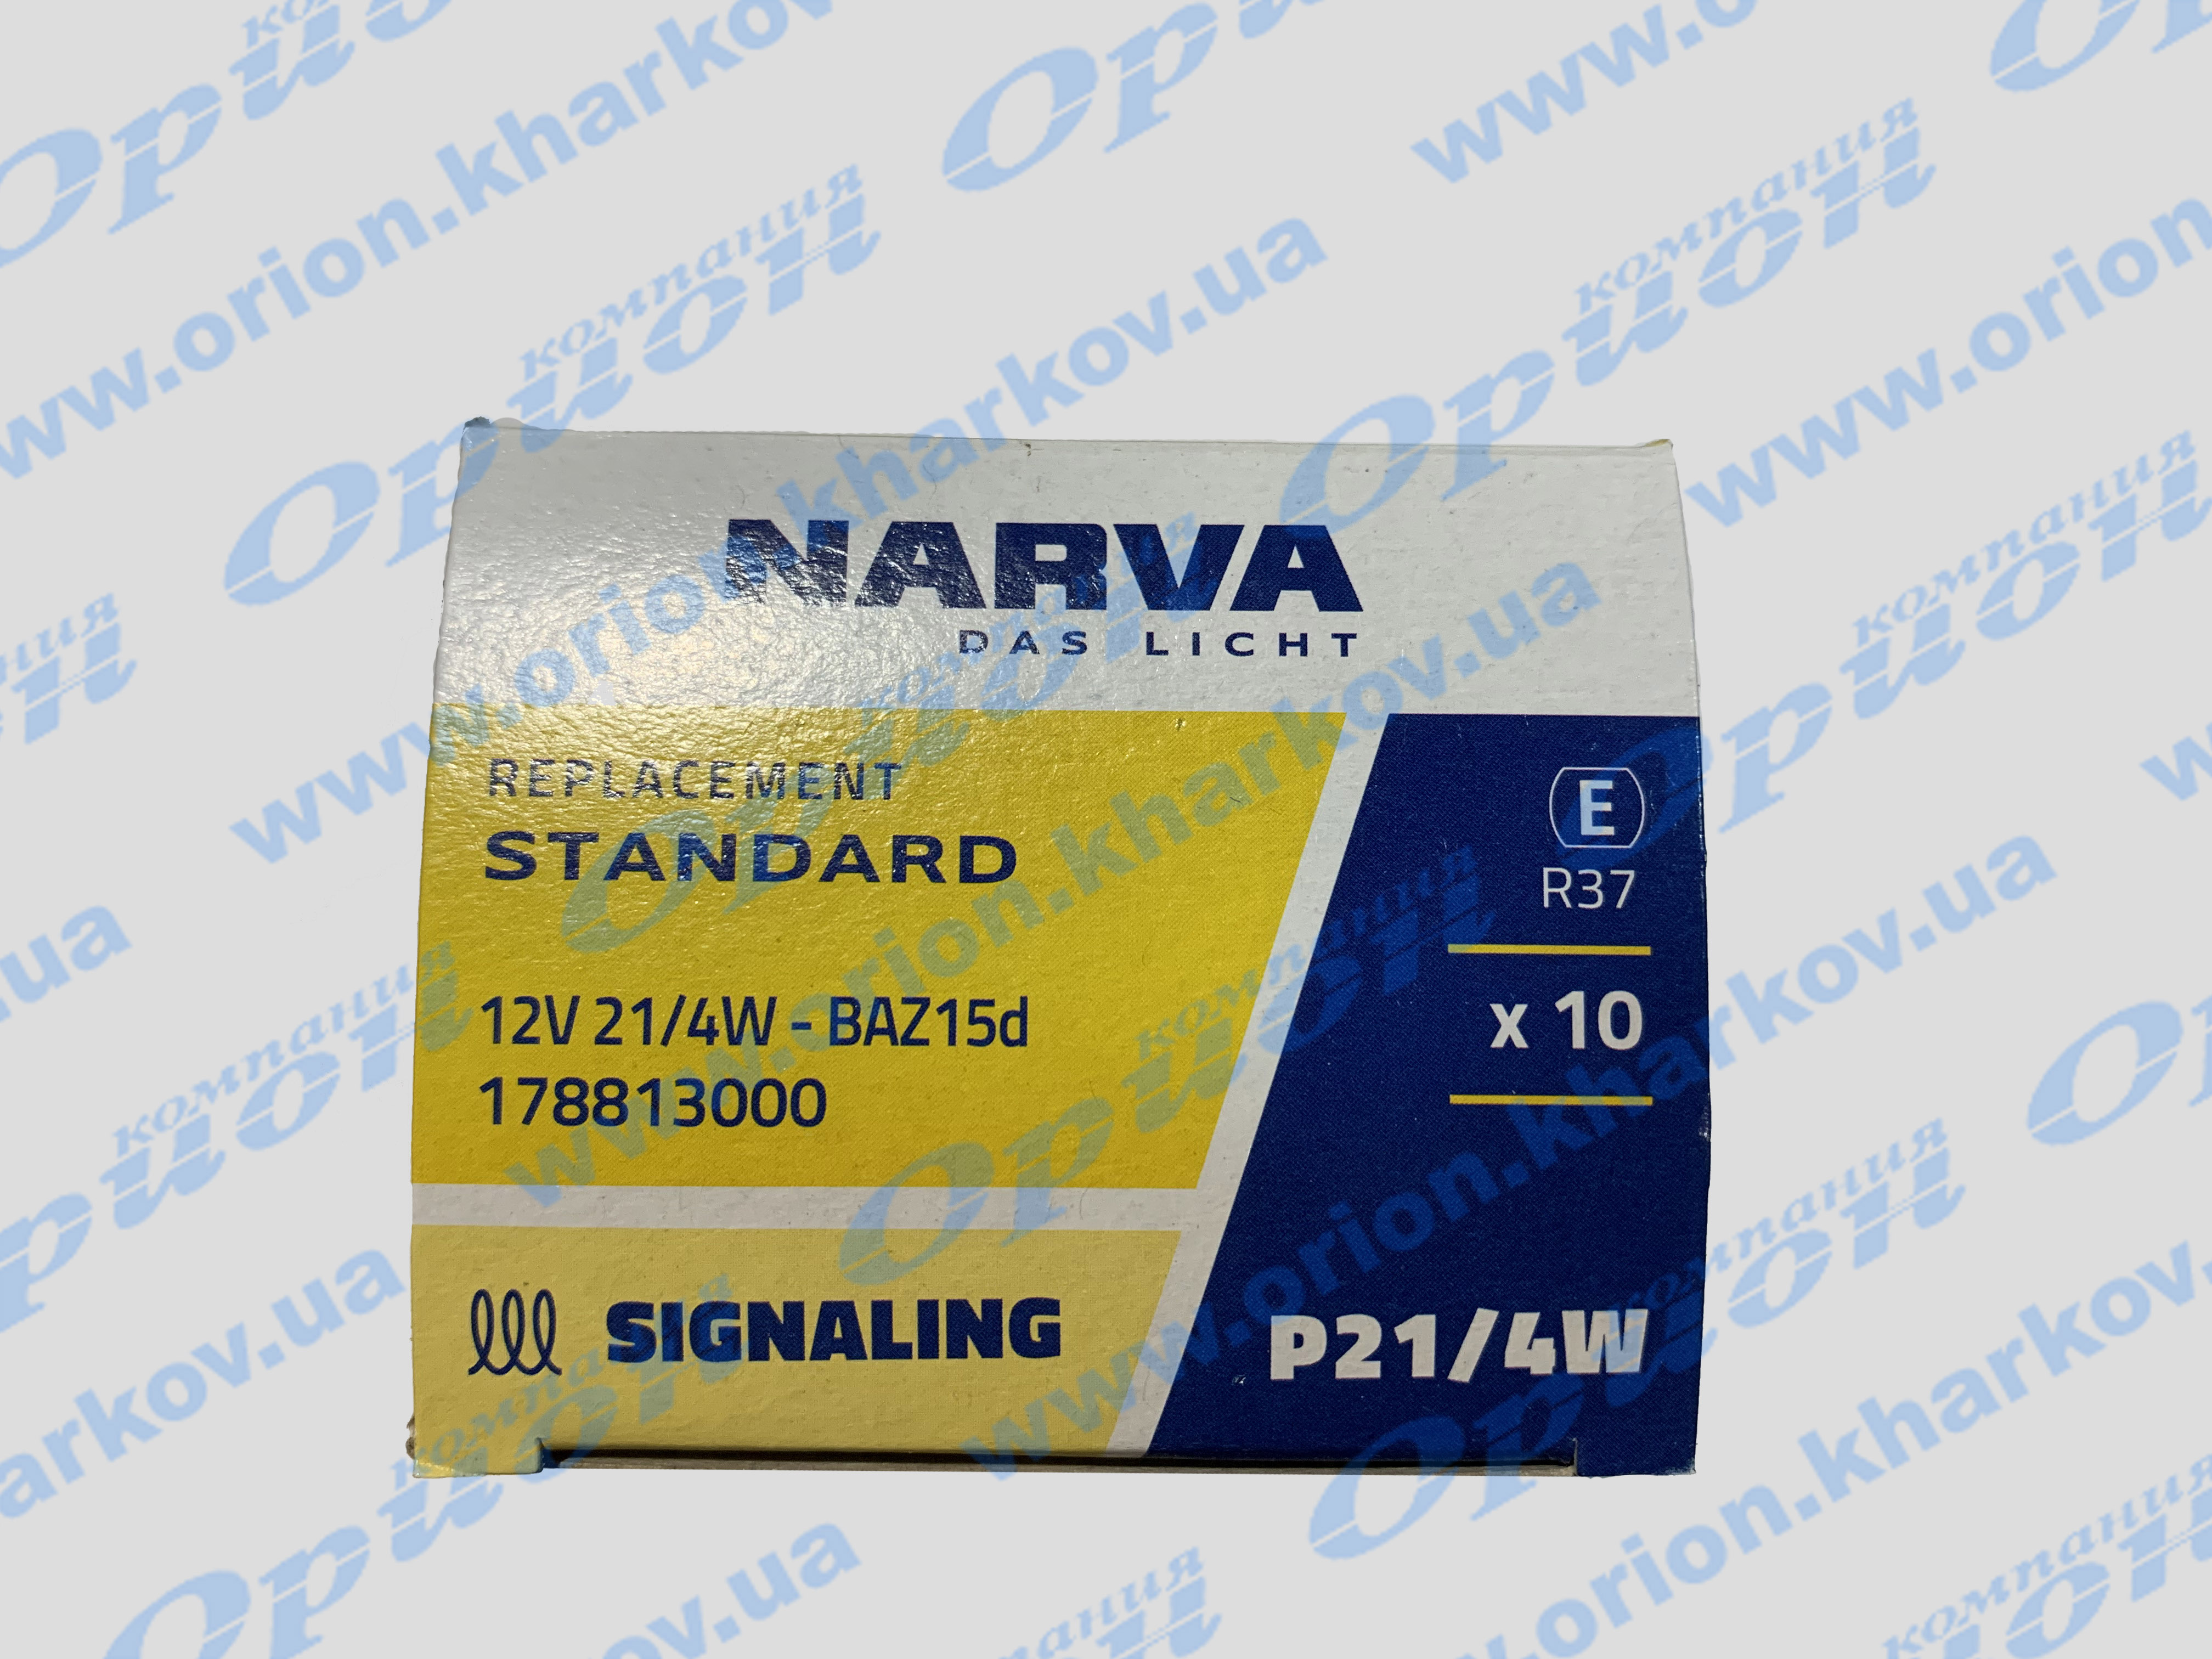 NARVA
DAS LICHT
REPLACEMENT
STANDARD
12V 21/4W - BAZ15d
178813000
SIGNALING
E
R37
x 10
P21/4W
компания
Орион
www.orion.kharkov.ua